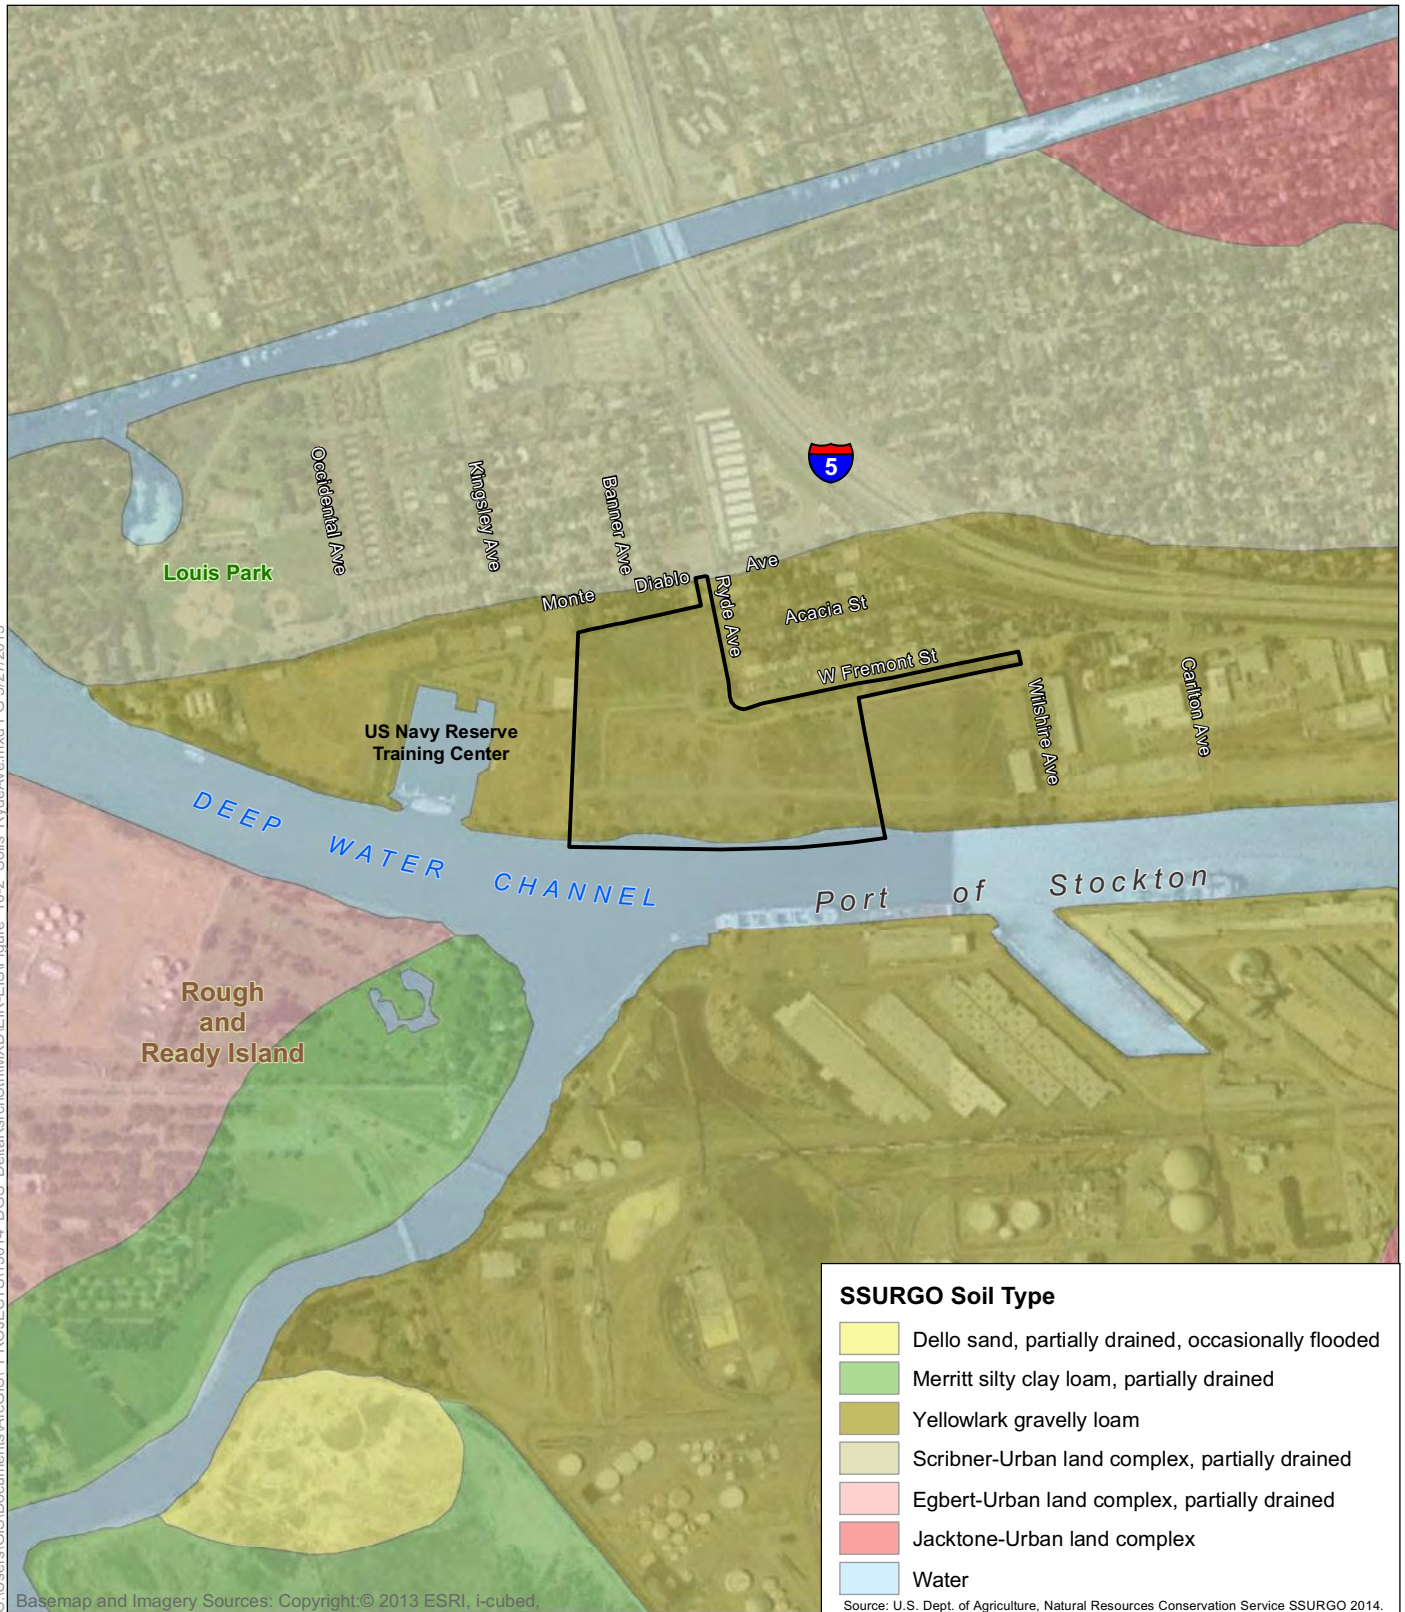 5
Occidental Ave
Kingsley Ave
Banner Ave
Louis Park
Monte Diablo Ave
Ryde Ave
Acacia St
W Fremont St
Wilshire Ave
Carlton Ave
US Navy Reserve
Training Center
DEEP WATER CHANNEL
Port of Stockton
Rough
and
Ready Island
SSURGO Soil Type
Dello sand, partially drained, occasionally flooded
Merritt silty clay loam, partially drained
Yellowlark gravelly loam
Scribner-Urban land complex, partially drained
Egbert-Urban land complex, partially drained
Jacktone-Urban land complex
Water
Source: U.S. Dept. of Agriculture, Natural Resources Conservation Service SSURGO 2014.
Basemap and Imagery Sources: Copyright:© 2013 ESRI, i-cubed,